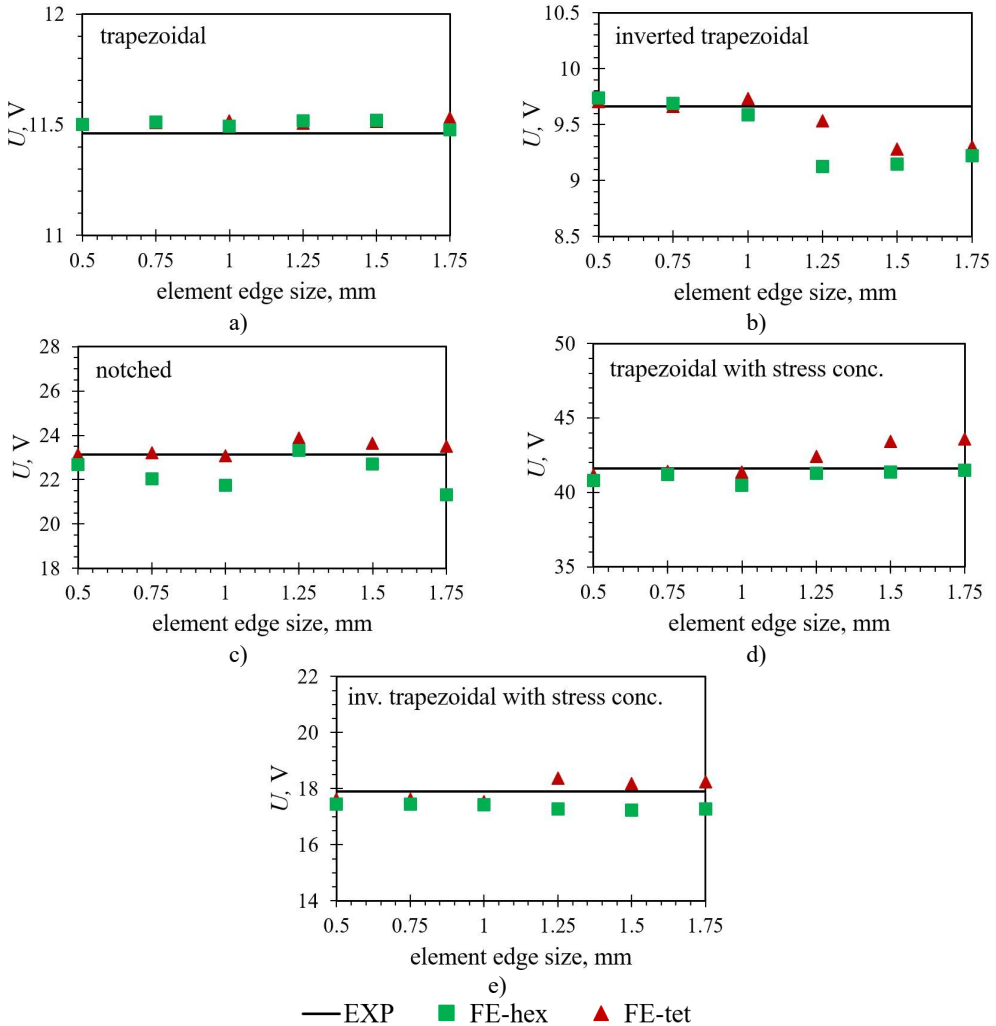 12
trapezoidal
U, V
11.5
11
0.5 0.75 1 1.25 1.5 1.75
element edge size, mm
a)
10.5
inverted trapezoidal
10
U, V
9.5
9
8.5
0.5 0.75 1 1.25 1.5 1.75
element edge size, mm
b)
28
notched
26
24
U, V
22
20
18
0.5 0.75 1 1.25 1.5 1.75
element edge size, mm
c)
50
trapezoidal with stress conc.
45
U, V
40
35
0.5 0.75 1 1.25 1.5 1.75
element edge size, mm
d)
22
inv. trapezoidal with stress conc.
20
U, V
18
16
14
0.5 0.75 1 1.25 1.5 1.75
element edge size, mm
e)
EXP FE-hex FE-tet